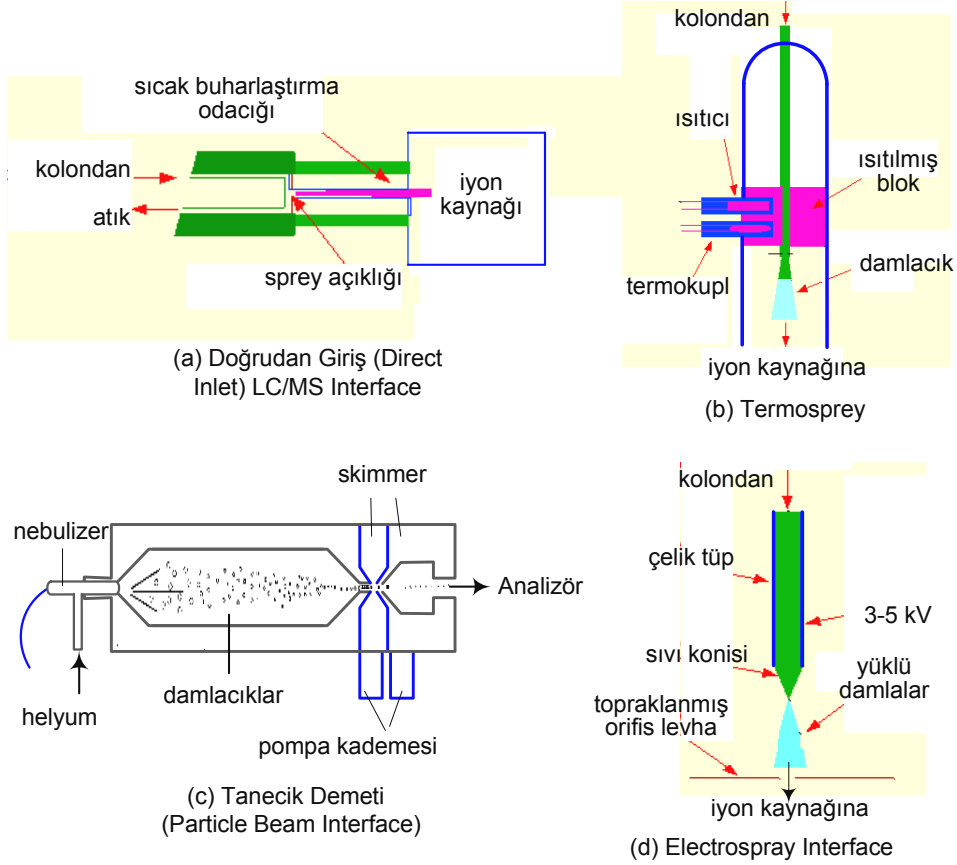 sıcak buharlaştırma
odacığı
kolondan
atık
iyon
kaynağı
sprey açıklığı
(a) Doğrudan Giriş (Direct
Inlet) LC/MS Interface
kolondan
ısıtıcı
ısıtılmış
blok
termokupl
damlacık
iyon kaynağına
(b) Termosprey
skimmer
nebulizer
Analizör
damlacıklar
helyum
pompa kademesi
(c) Tanecik Demeti
(Particle Beam Interface)
kolondan
çelik tüp
3-5 kV
sıvı konisi
yüklü
damlalar
topraklanmış
orifis levha
iyon kaynağına
(d) Electrospray Interface